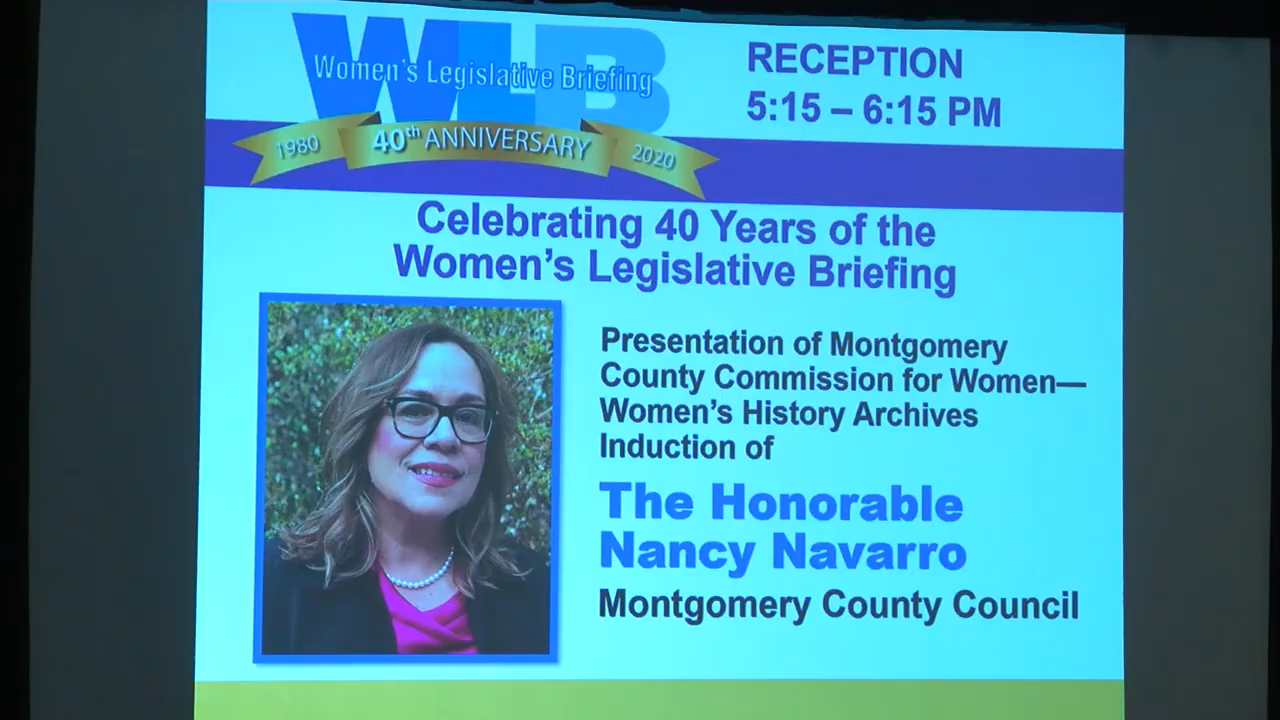 WLB
Women's Legislative Briefing
1980
40th ANNIVERSARY
2020
RECEPTION
5:15 – 6:15 PM
Celebrating 40 Years of the
Women's Legislative Briefing
Presentation of Montgomery
County Commission for Women—
Women's History Archives
Induction of
The Honorable
Nancy Navarro
Montgomery County Council